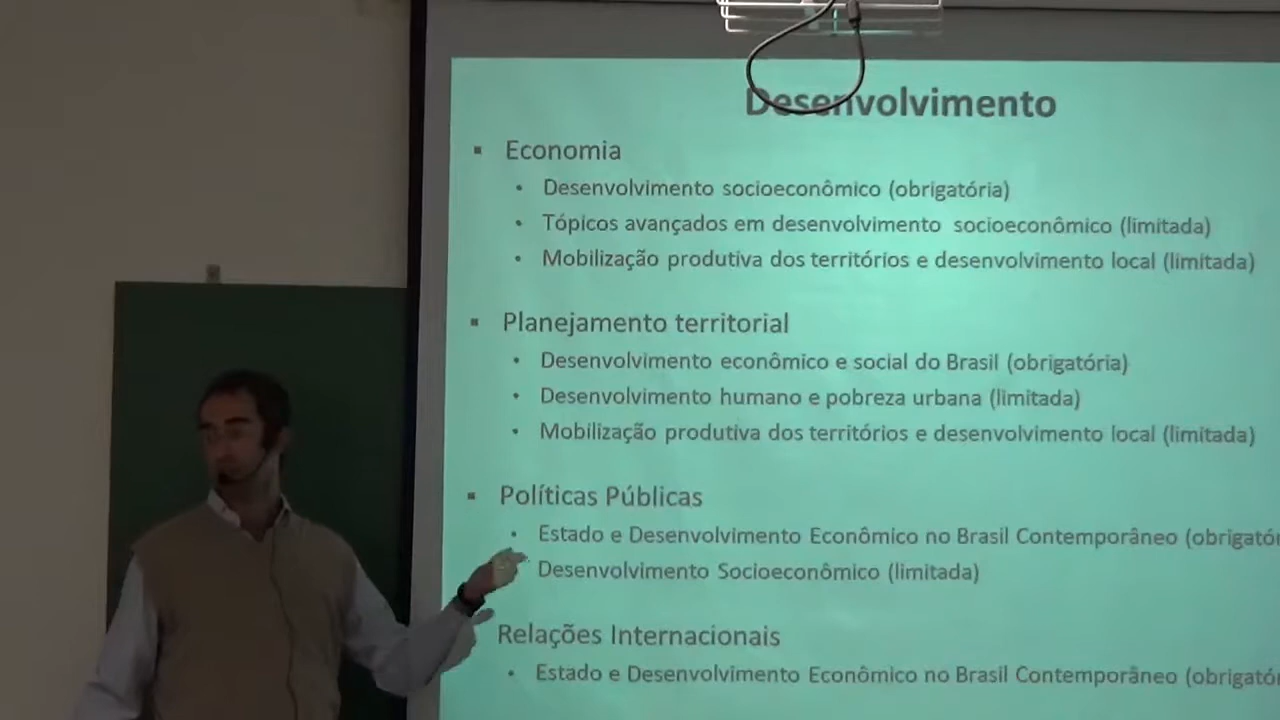 Desenvolvimento
▪ Economia
• Desenvolvimento socioeconômico (obrigatória)
• Tópicos avançados em desenvolvimento socioeconômico (limitada)
• Mobilização produtiva dos territórios e desenvolvimento local (limitada)
▪ Planejamento territorial
• Desenvolvimento econômico e social do Brasil (obrigatória)
• Desenvolvimento humano e pobreza urbana (limitada)
• Mobilização produtiva dos territórios e desenvolvimento local (limitada)
▪ Políticas Públicas
• Estado e Desenvolvimento Econômico no Brasil Contemporâneo (obrigatór
Desenvolvimento Socioeconômico (limitada)
Relações Internacionais
• Estado e Desenvolvimento Econômico no Brasil Contemporâneo (obrigatór